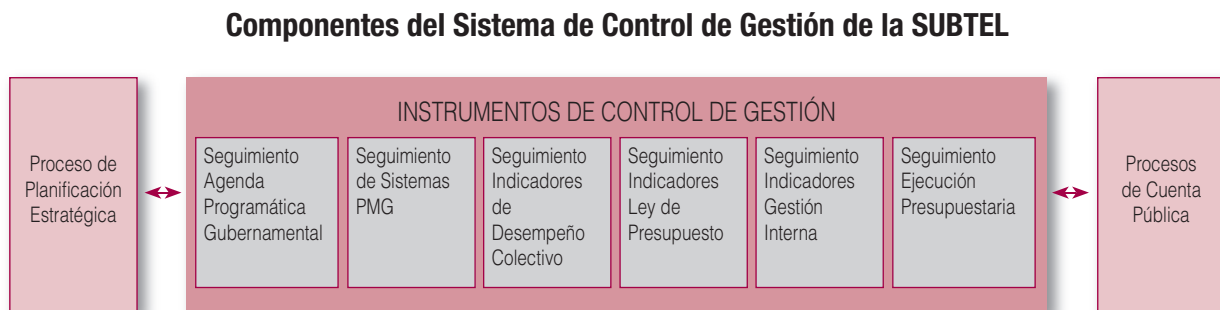 Componentes del Sistema de Control de Gestión de la SUBTEL
Proceso de
Planificación
Estratégica
INSTRUMENTOS DE CONTROL DE GESTIÓN
Seguimiento
Agenda
Programática
Gubernamental
Seguimiento
de Sistemas
PMG
Seguimiento
Indicadores
de
Desempeño
Colectivo
Seguimiento
Indicadores
Ley de
Presupuesto
Seguimiento
Indicadores
Gestión
Interna
Seguimiento
Ejecución
Presupuestaria
Procesos
de Cuenta
Pública